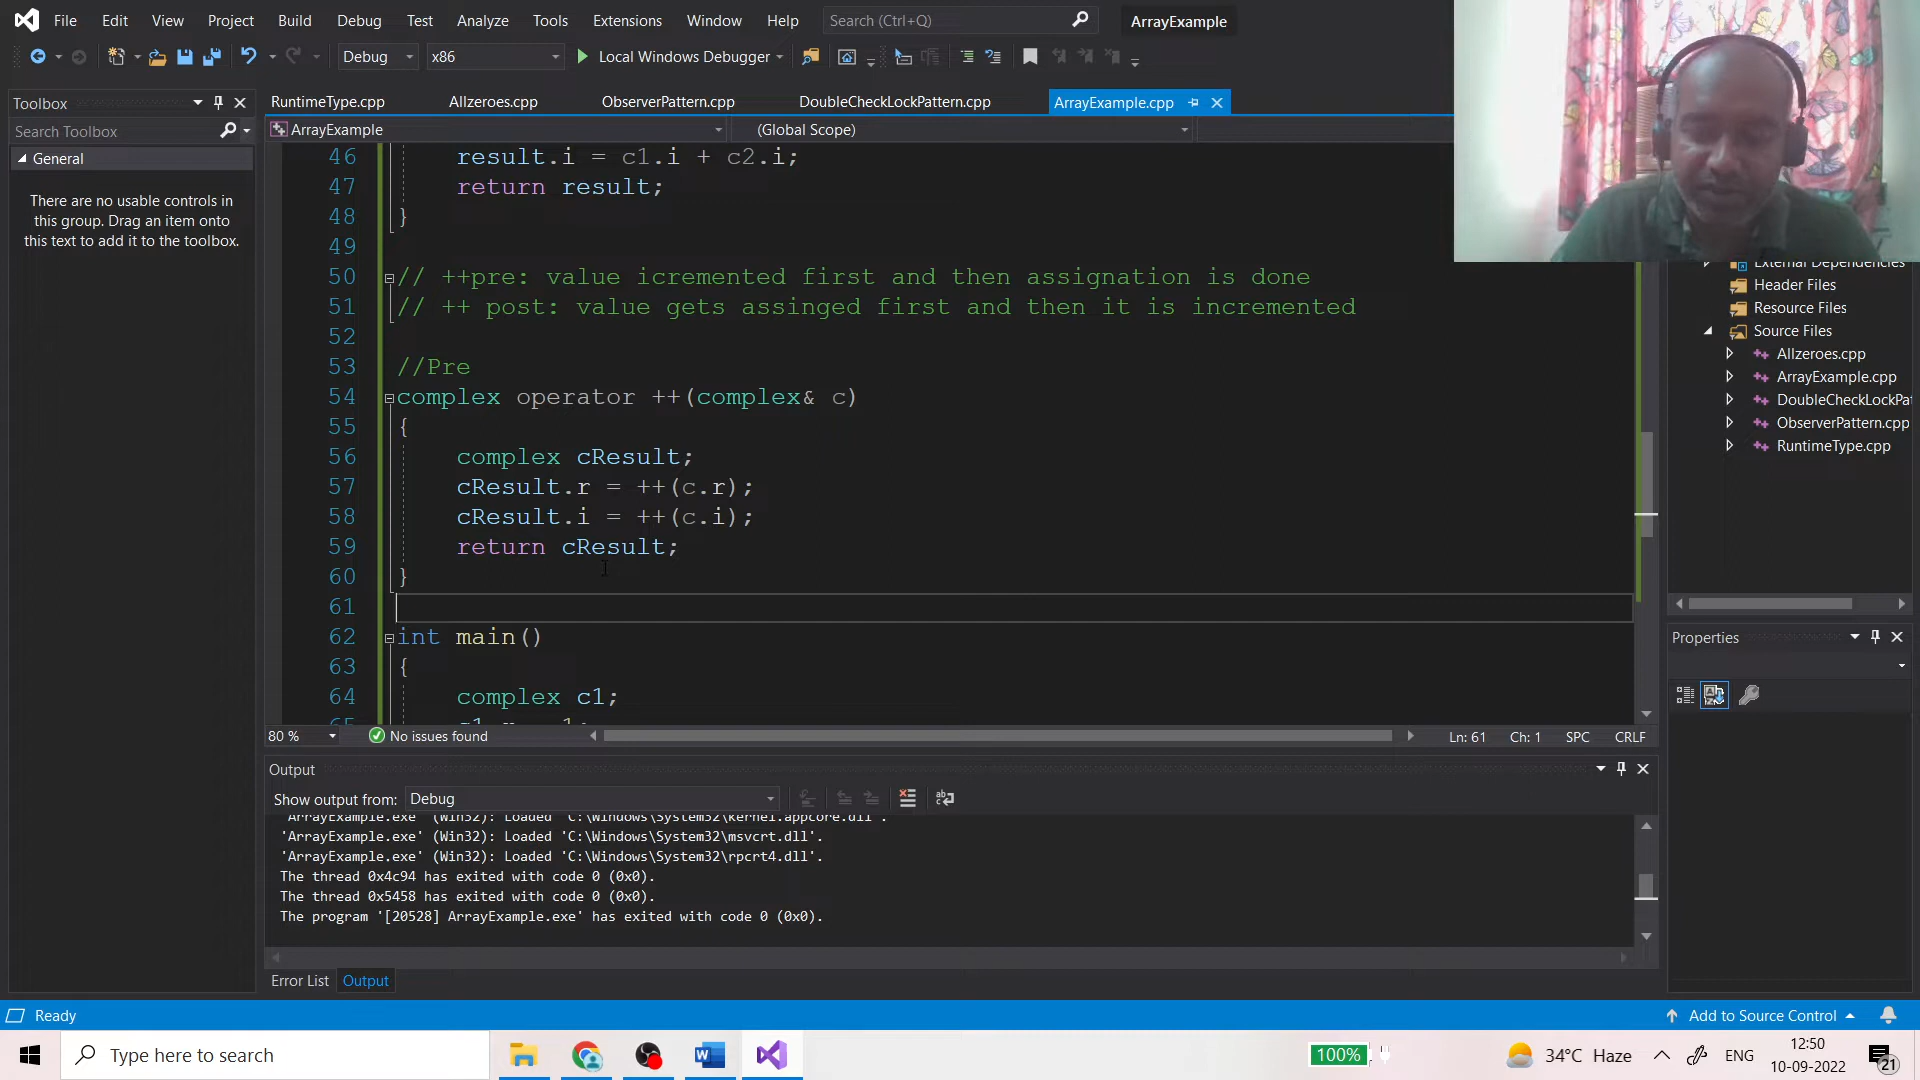 File Edit View Project Build Debug Test Analyze Tools Extensions Window Help Search (Ctrl+Q) ArrayExample
Debug x86 Local Windows Debugger
Toolbox
Search Toolbox
General
There are no usable controls in
this group. Drag an item onto
this text to add it to the toolbox.
RuntimeType.cpp Allzeroes.cpp ObserverPattern.cpp DoubleCheckLockPattern.cpp ArrayExample.cpp
ArrayExample (Global Scope)
46 result.i = c1.i + c2.i;
47 return result;
48 }
49
50 // ++pre: value icremented first and then assignation is done
51 // ++ post: value gets assinged first and then it is incremented
52
53 //Pre
54 complex operator ++(complex& c)
55 {
56 complex cResult;
57 cResult.r = ++(c.r);
58 cResult.i = ++(c.i);
59 return cResult;
60 }
61
62 int main()
63 {
64 complex c1;
80 % No issues found Ln: 61 Ch: 1 SPC CRLF
External Dependencies
Header Files
Resource Files
Source Files
Allzeroes.cpp
ArrayExample.cpp
DoubleCheckLockPat
ObserverPattern.cpp
RuntimeType.cpp
Properties
Output
Show output from: Debug
'ArrayExample.exe' (Win32): Loaded 'C:\Windows\System32\kernel.appcore.dll'.
'ArrayExample.exe' (Win32): Loaded 'C:\Windows\System32\msvcrt.dll'.
'ArrayExample.exe' (Win32): Loaded 'C:\Windows\System32\rpcrt4.dll'.
The thread 0x4c94 has exited with code 0 (0x0).
The thread 0x5458 has exited with code 0 (0x0).
The program '[20528] ArrayExample.exe' has exited with code 0 (0x0).
Error List Output
Ready Add to Source Control
Type here to search 100% 34°C Haze ENG 12:50
10-09-2022 21